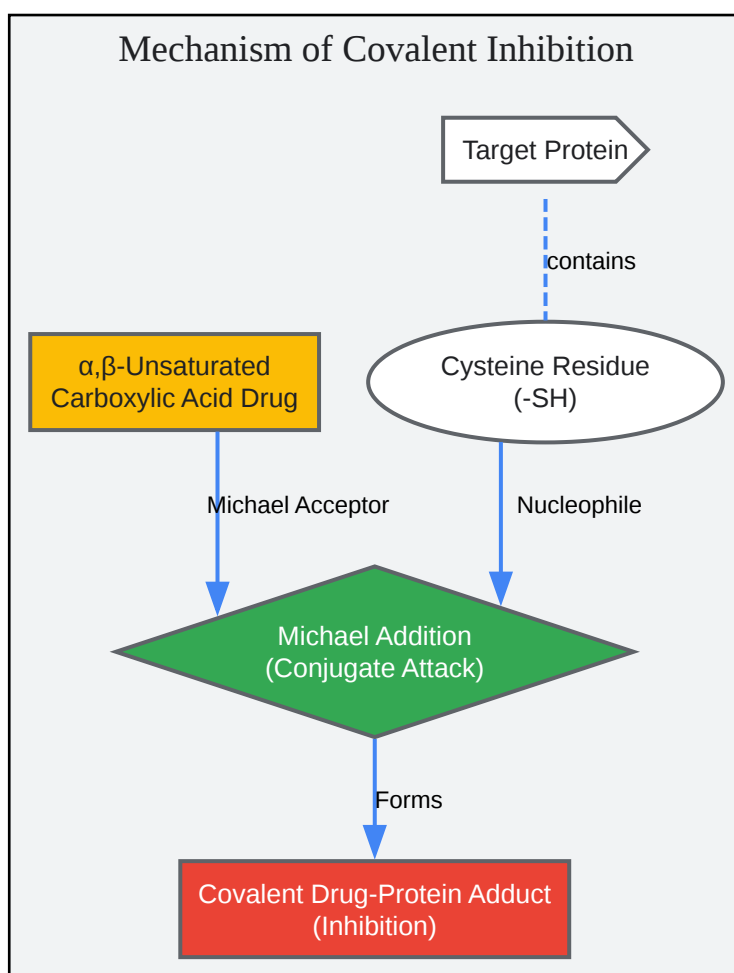 Mechanism of Covalent Inhibition
Target Protein
contains
α,β-Unsaturated
Carboxylic Acid Drug
Cysteine Residue
(-SH)
Michael Acceptor
Nucleophile
Michael Addition
(Conjugate Attack)
Forms
Covalent Drug-Protein Adduct
(Inhibition)